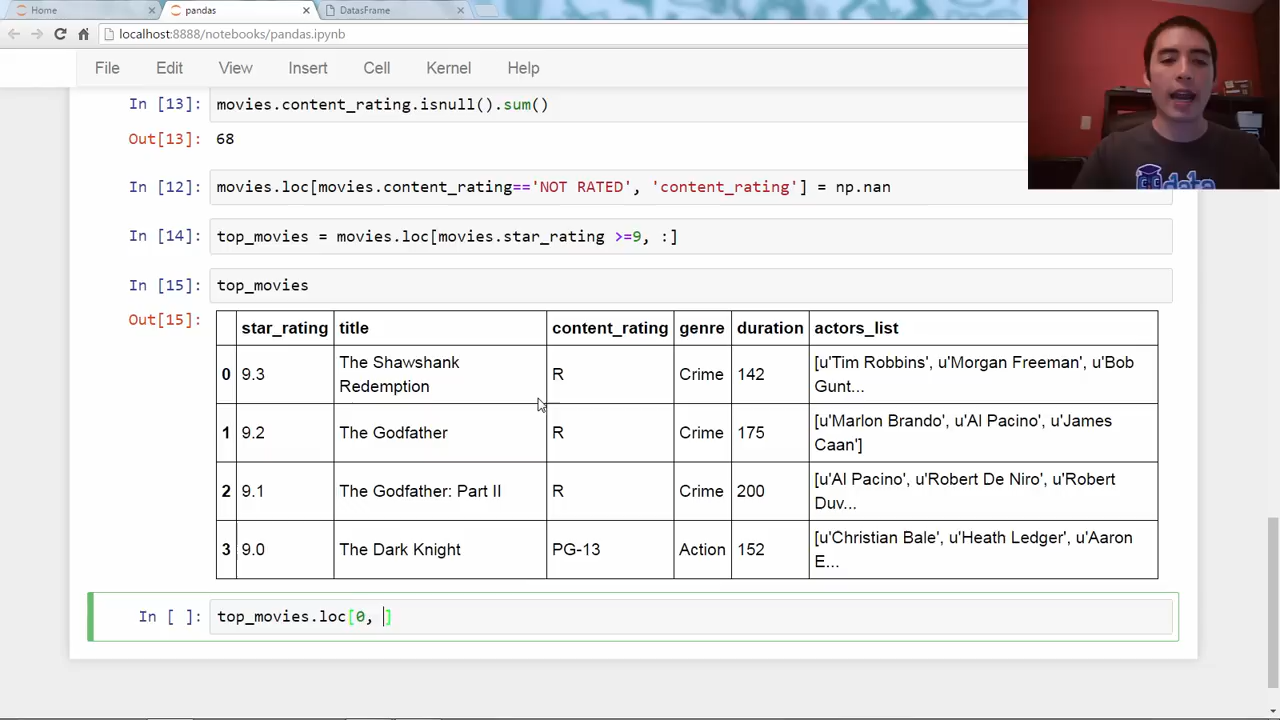 Home
pandas
DatasFrame
localhost:8888/notebooks/pandas.ipynb
File Edit View Insert Cell Kernel Help
In [13]: movies.content_rating.isnull().sum()
Out[13]: 68
In [12]: movies.loc[movies.content_rating=='NOT RATED', 'content_rating'] = np.nan
In [14]: top_movies = movies.loc[movies.star_rating >=9, :]
In [15]: top_movies
Out[15]:
star_rating title content_rating genre duration actors_list
0 9.3 The Shawshank Redemption R Crime 142 [u'Tim Robbins', u'Morgan Freeman', u'Bob Gunt...
1 9.2 The Godfather R Crime 175 [u'Marlon Brando', u'Al Pacino', u'James Caan']
2 9.1 The Godfather: Part II R Crime 200 [u'Al Pacino', u'Robert De Niro', u'Robert Duv...
3 9.0 The Dark Knight PG-13 Action 152 [u'Christian Bale', u'Heath Ledger', u'Aaron E...
In [ ]: top_movies.loc[0, ]
data